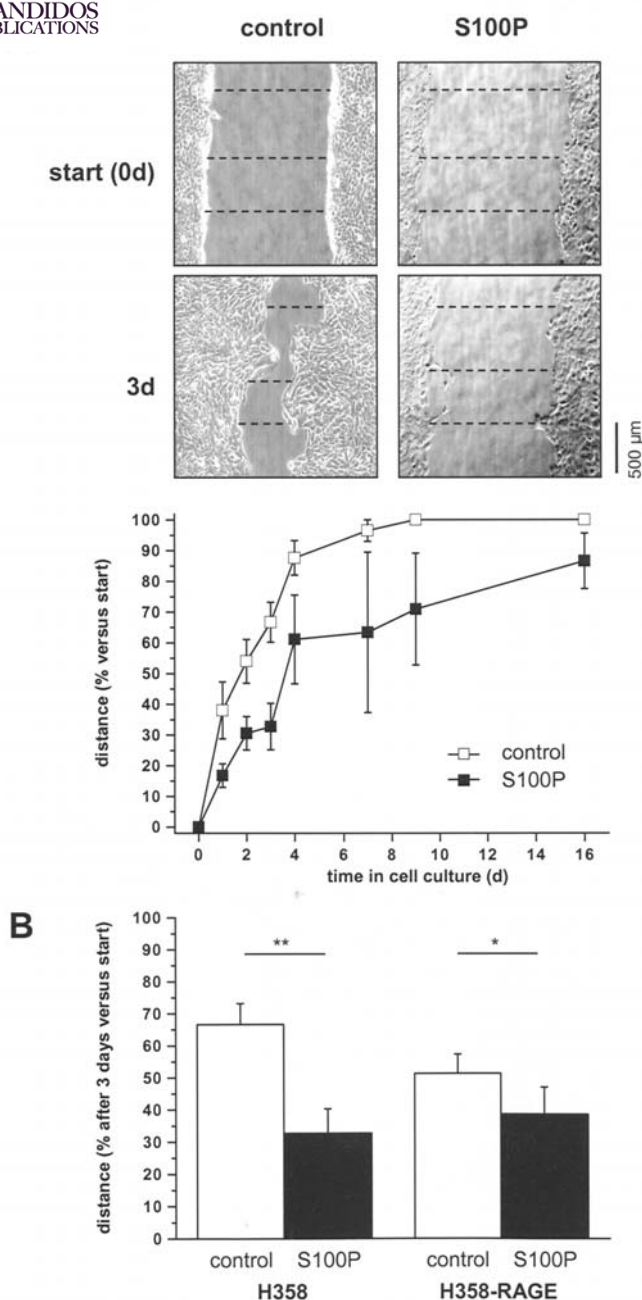 ANDIDOS
BLICATIONS
control S100P
start (0d)
3d
500 µm
distance (% versus start)
100
90
80
70
60
50
40
30
20
10
0
control
S100P
0 2 4 6 8 10 12 14 16
time in cell culture (d)
B
distance (% after 3 days versus start)
100
90
80
70
60
50
40
30
20
10
0
** *
control S100P control S100P
H358 H358-RAGE